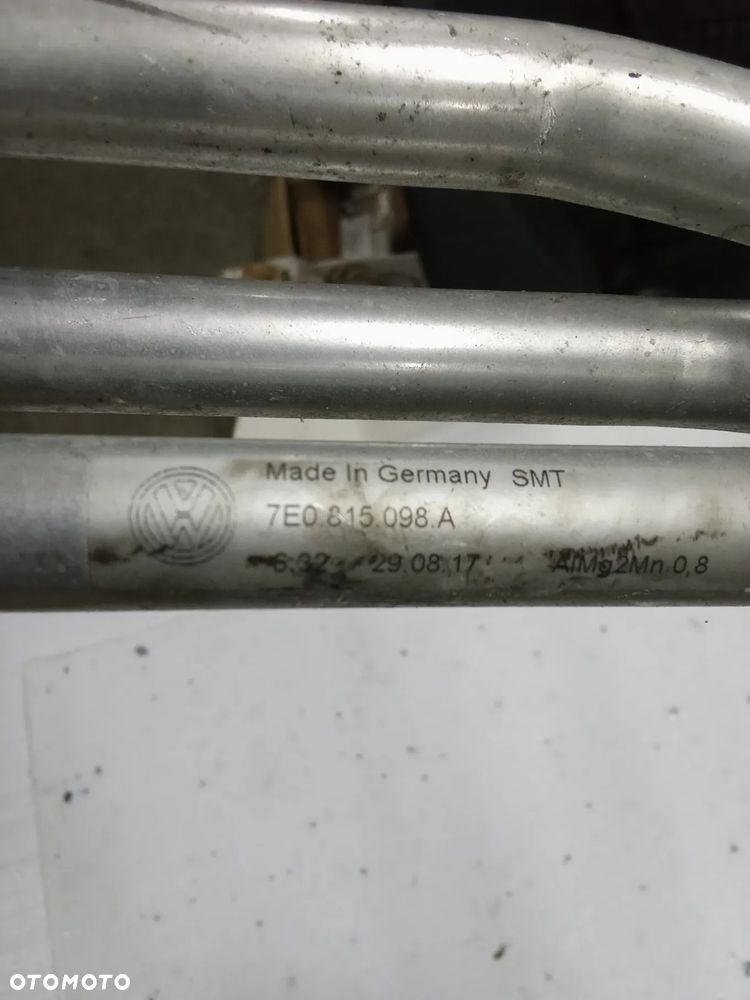 Made In Germany SMT
7E0 815 098 A
6:32 29.08.17 AlMg2Mn 0,8
OTOMOTO